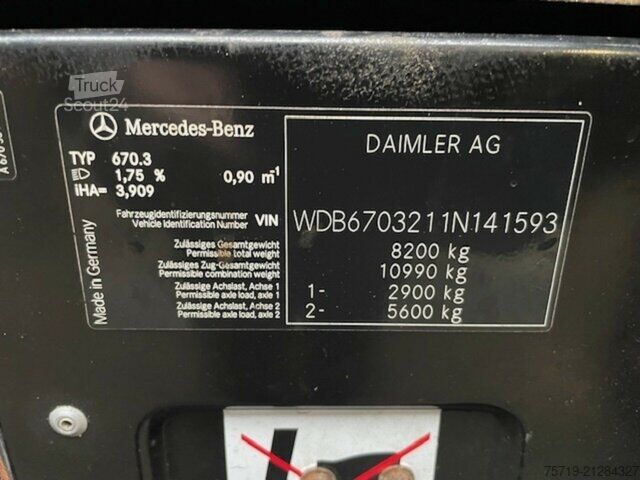 Truck
Scout24
Mercedes-Benz
TYP 670.3
1,75 % 0,90 m¹
iHA= 3,909
Fahrzeugidentifizierungsnummer
Vehicle Identification Number
VIN
Zulässiges Gesamtgewicht
Permissible total weight
Zulässiges Zug-Gesamtgewicht
Permissible combination weight
Zulässige Achslast, Achse 1
Permissible axle load, axle 1
Zulässige Achslast, Achse 2
Permissible axle load, axle 2
Made in Germany
DAIMLER AG
WDB6703211N141593
8200 kg
10990 kg
1- 2900 kg
2- 5600 kg
75719-21284327